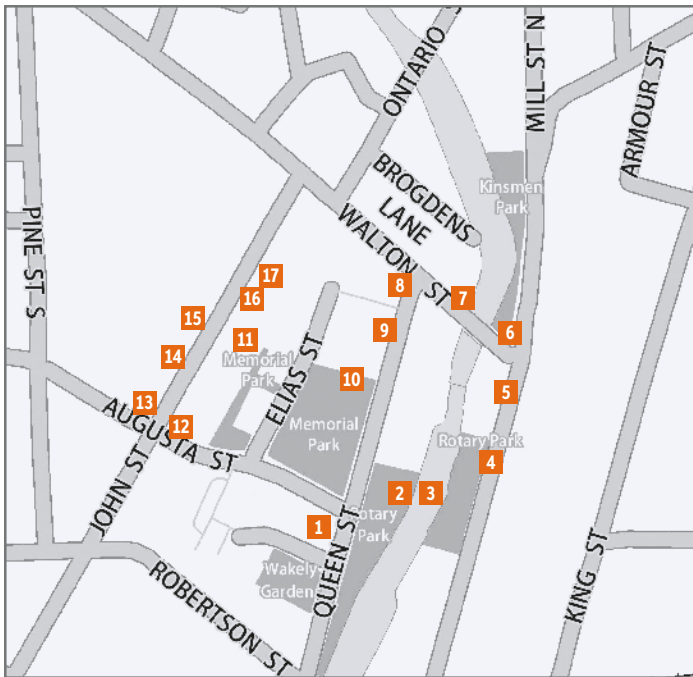 ONTARIO ST
MILL ST N
ARMOUR ST
BROGDENS
LANE
Kinsmen
Park
PINE ST S
WALTON ST
17
8
16
7
15
9
6
11
14
Memorial
Park
ELIAS ST
10
5
13
12
AUGUSTA ST
Memorial
Park
Rotary Park
4
JOHN ST
2
3
1
Rotary
Park
QUEEN ST
Wakely
Garden
ROBERTSON ST
KING ST